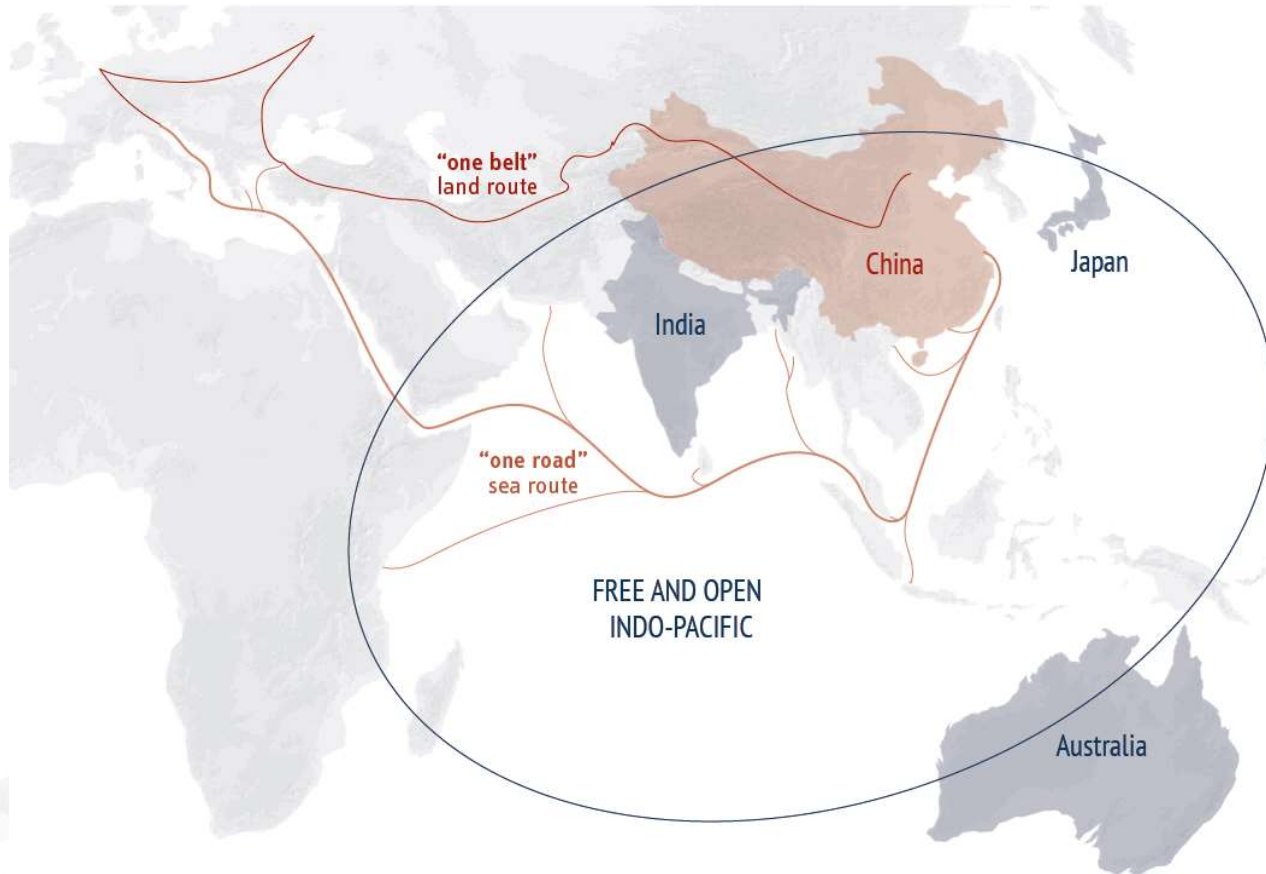 “one belt”
land route
China
Japan
India
“one road”
sea route
FREE AND OPEN
INDO-PACIFIC
Australia